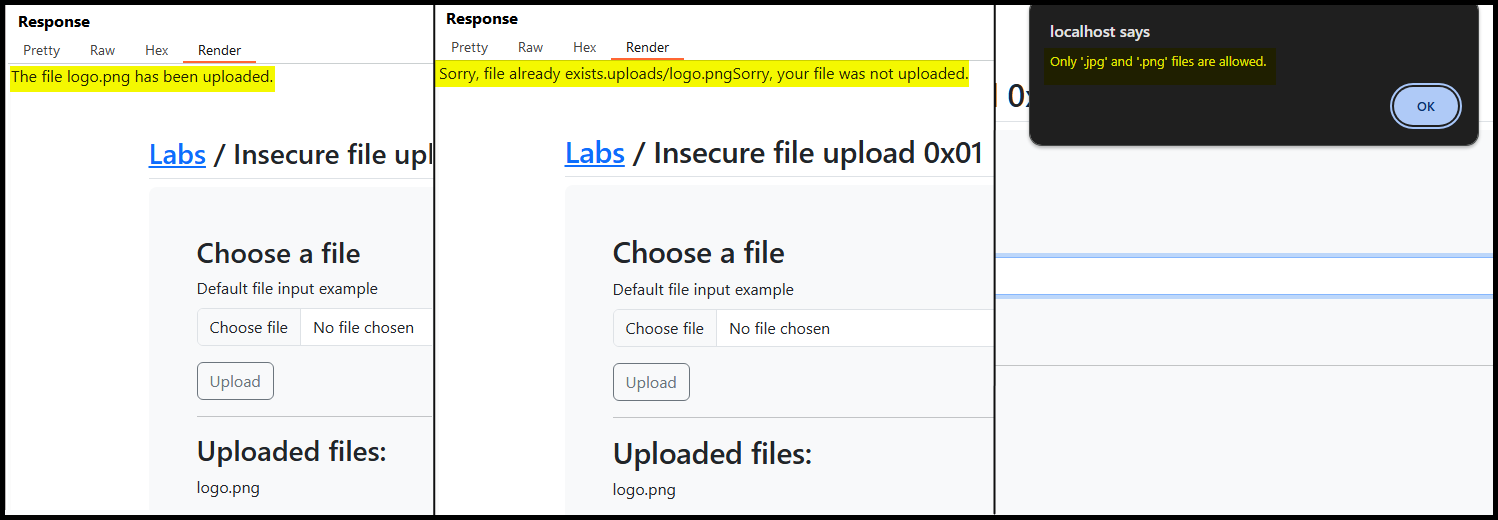 Response
Pretty Raw Hex Render
The file logo.png has been uploaded.
Labs / Insecure file upl
Choose a file
Default file input example
Choose file No file chosen
Upload
Uploaded files:
logo.png
Response
Pretty Raw Hex Render
Sorry, file already exists.uploads/logo.pngSorry, your file was not uploaded.
Labs / Insecure file upload 0x01
Choose a file
Default file input example
Choose file No file chosen
Upload
Uploaded files:
logo.png
localhost says
Only '.jpg' and '.png' files are allowed.
OK